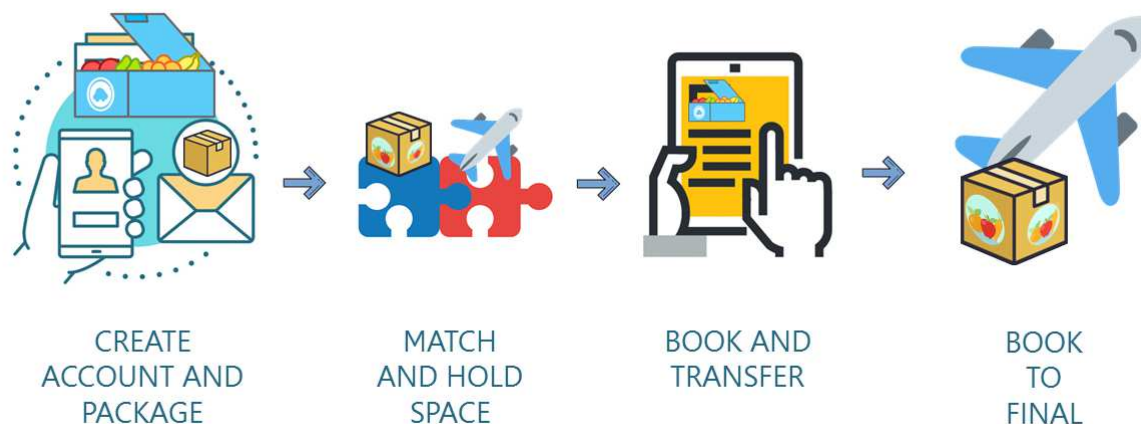 CREATE
ACCOUNT AND
PACKAGE
MATCH
AND HOLD
SPACE
BOOK AND
TRANSFER
BOOK
TO
FINAL